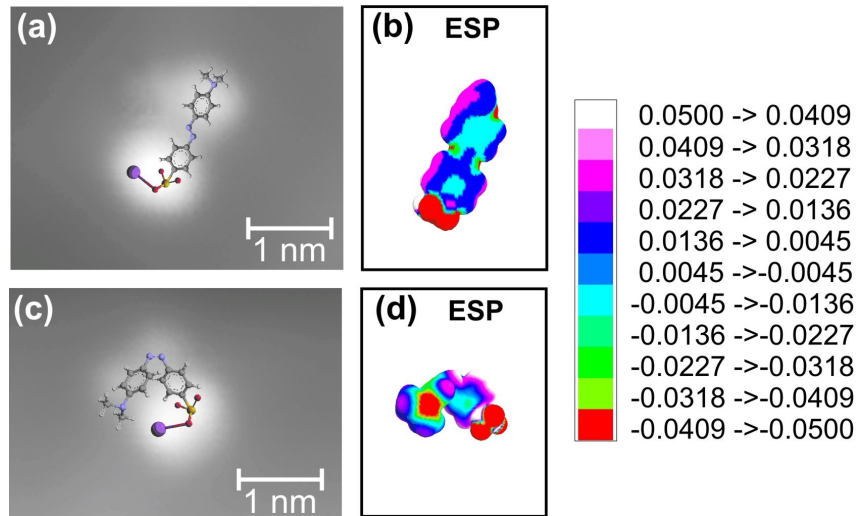 (a)
1 nm
(b) ESP
(c)
1 nm
(d) ESP
0.0500 -> 0.0409
0.0409 -> 0.0318
0.0318 -> 0.0227
0.0227 -> 0.0136
0.0136 -> 0.0045
0.0045 ->-0.0045
-0.0045 ->-0.0136
-0.0136 ->-0.0227
-0.0227 ->-0.0318
-0.0318 ->-0.0409
-0.0409 ->-0.0500